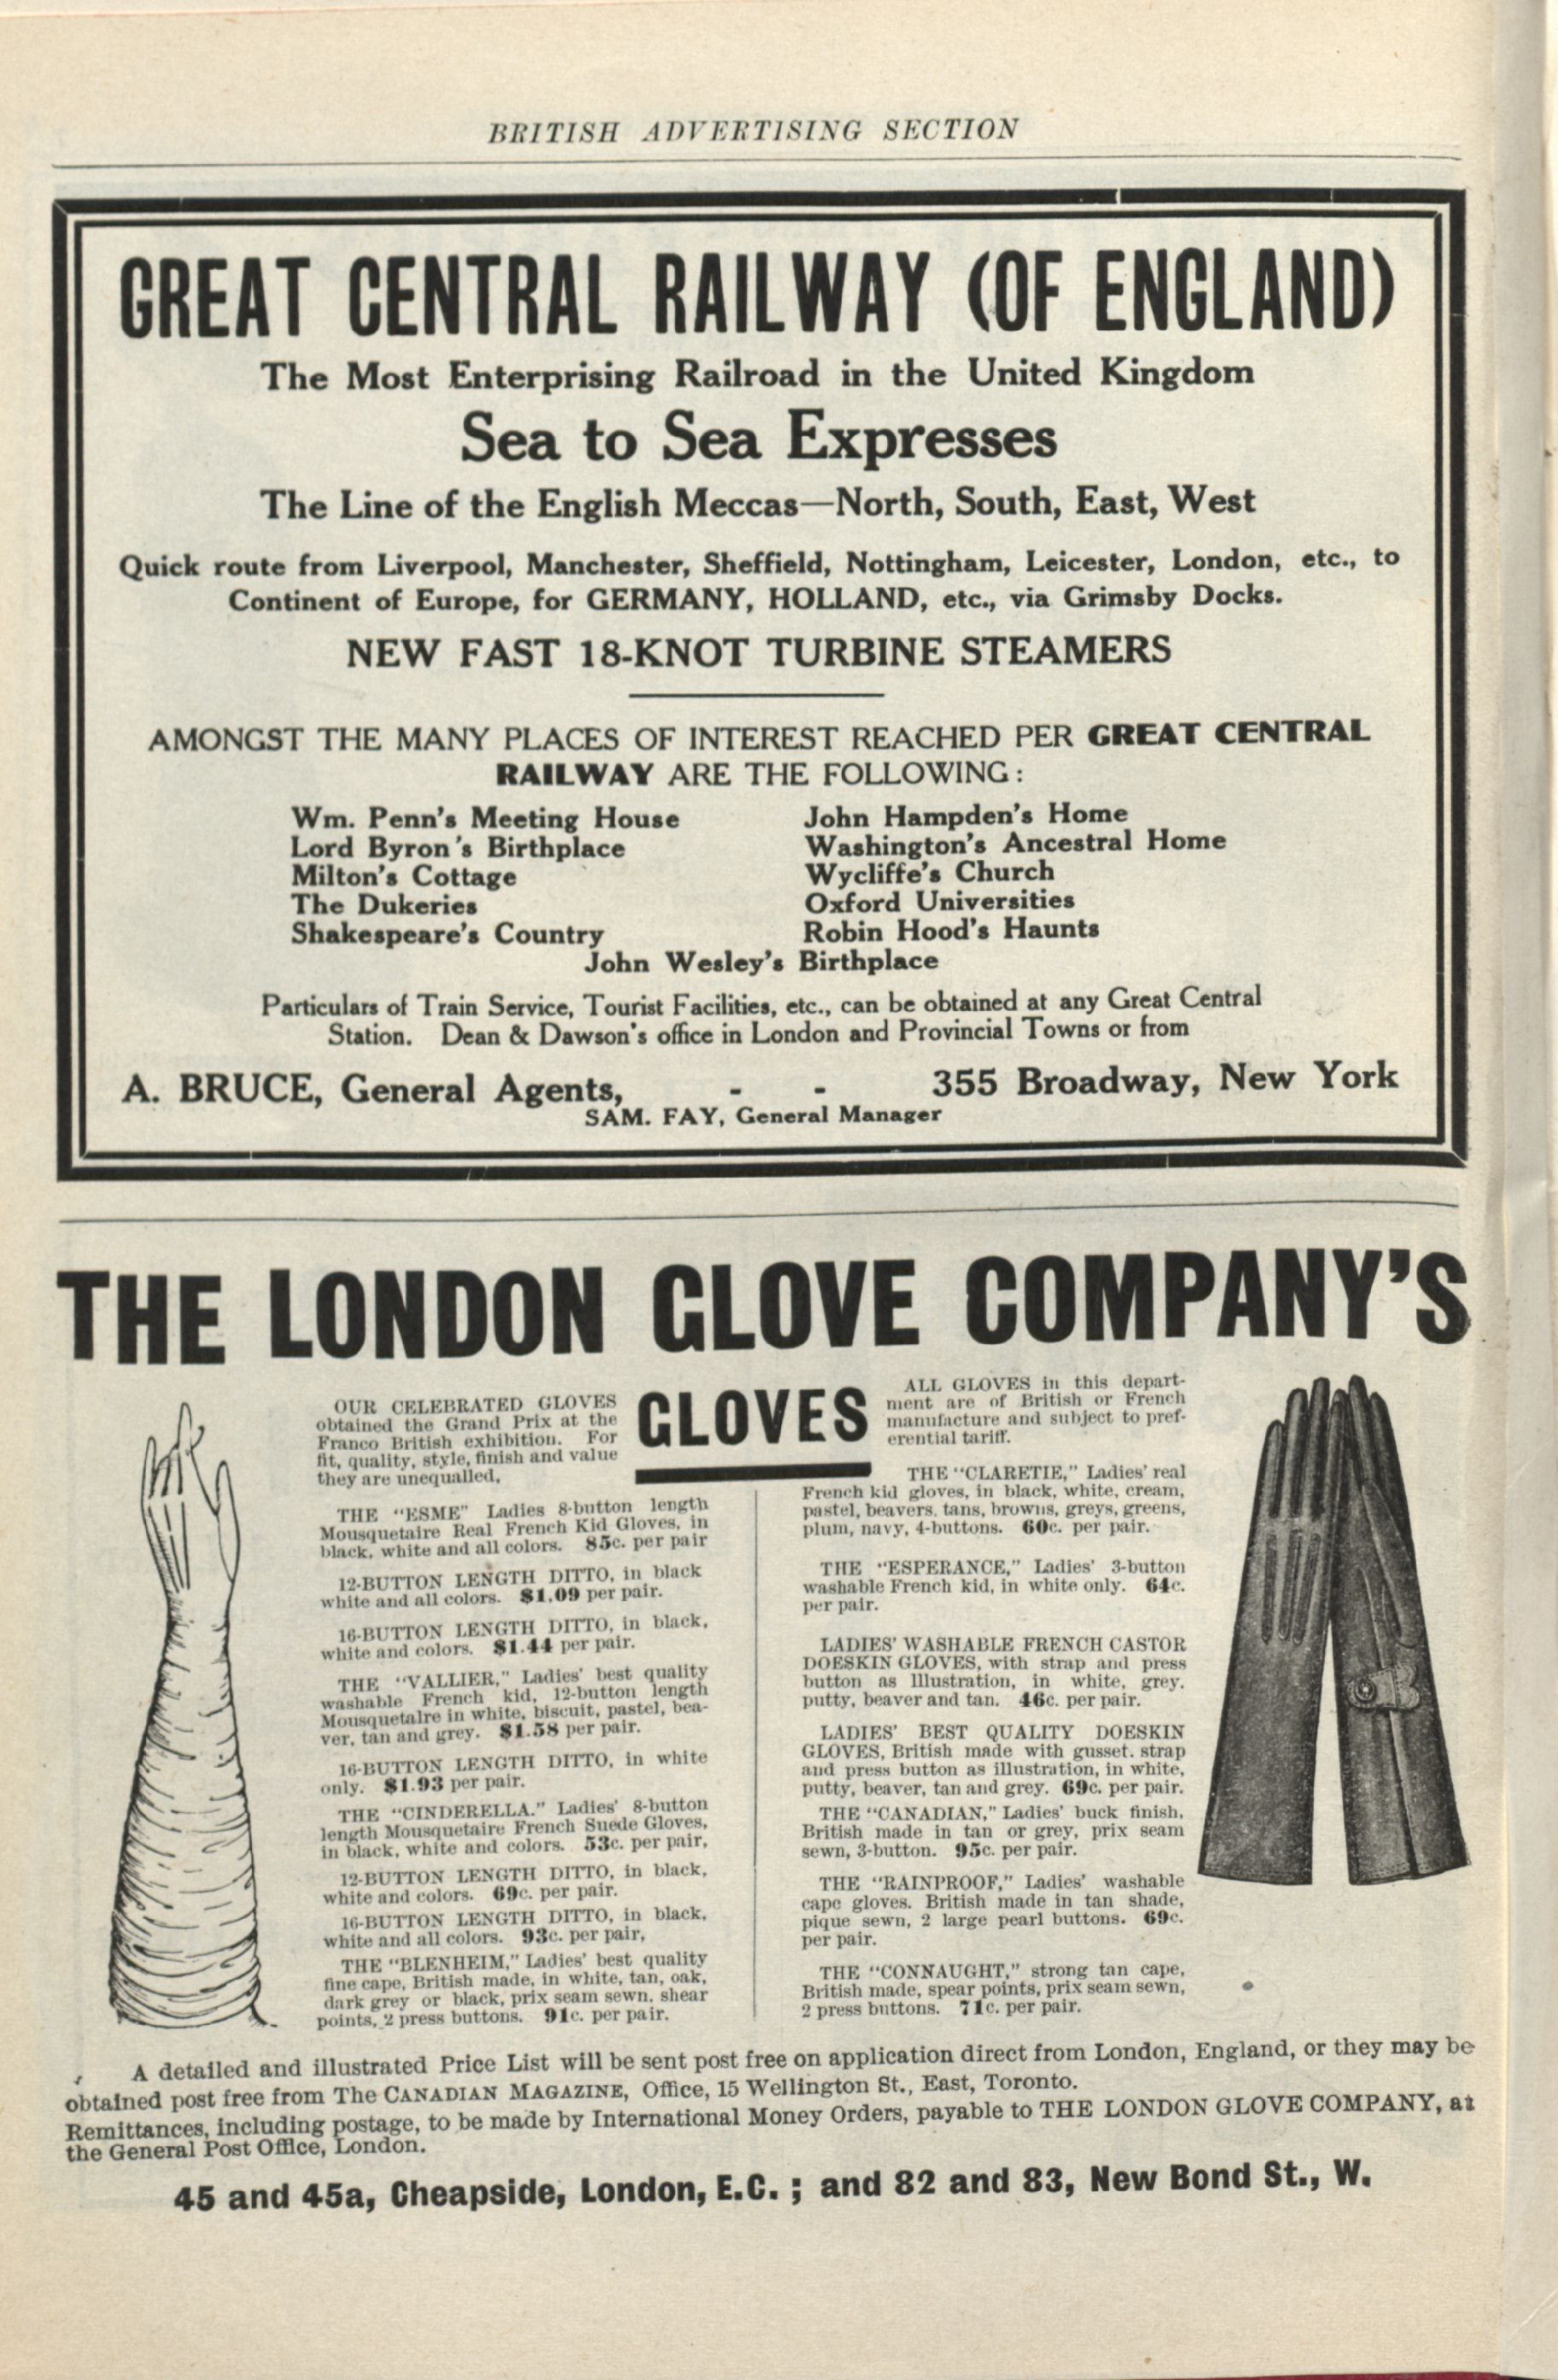 BRITISH ADVERTISING SECTION
GREAT CENTRAL RAILWAY (OF ENGLAND)
The Most Enterprising Railroad in the United Kingdom
Sea to Sea Expresses
The Line of the English Meccas—North, South, East, West
Quick route from Liverpool, Manchester, Sheffield, Nottingham, Leicester, London, etc., to
Continent of Europe, for GERMANY, HOLLAND, etc., via Grimsby Docks.
NEW FAST 18-KNOT TURBINE STEAMERS
AMONGST THE MANY PLACES OF INTEREST REACHED PER GREAT CENTRAL
RAILWAY ARE THE FOLLOWING:
Wm. Penn's Meeting House
Lord Byron's Birthplace
Milton's Cottage
The Dukeries
Shakespeare's Country
John Hampden's Home
Washington's Ancestral Home
Wycliffe's Church
Oxford Universities
Robin Hood's Haunts
John Wesley's Birthplace
Particulars of Train Service, Tourist Facilities, etc., can be obtained at any Great Central
Station. Dean & Dawson's office in London and Provincial Towns or from
A. BRUCE, General Agents, - - 355 Broadway, New York
SAM. FAY, General Manager
THE LONDON GLOVE COMPANY'S
GLOVES
OUR CELEBRATED GLOVES
obtained the Grand Prix at the
Franco British exhibition. For
fit, quality, style, finish and value
they are unequalled.
THE "ESME" Ladies 8-button length
Mousquetaire Real French Kid Gloves, in
black, white and all colors. 85c. per pair
12-BUTTON LENGTH DITTO, in black
white and all colors. $1.09 per pair.
16-BUTTON LENGTH DITTO, in black,
white and colors. $1.44 per pair.
THE "VALLIER," Ladies' best quality
washable French kid, 12-button length
Mousquetaire in white, biscuit, pastel, bea-
ver, tan and grey. $1.58 per pair.
16-BUTTON LENGTH DITTO, in white
only. $1.93 per pair.
THE "CINDERELLA." Ladies' 8-button
length Mousquetaire French Suede Gloves,
in black, white and colors. 53c. per pair,
12-BUTTON LENGTH DITTO, in black,
white and colors. 69c. per pair.
16-BUTTON LENGTH DITTO, in black,
white and all colors. 93c. per pair,
THE "BLENHEIM," Ladies' best quality
fine cape, British made, in white, tan, oak,
dark grey or black, prix seam sewn. shear
points, 2 press buttons. 91c. per pair.
ALL GLOVES in this depart-
ment are of British or French
manufacture and subject to pref-
erential tariff.
THE "CLARETIE," Ladies' real
French kid gloves, in black, white, cream,
pastel, beavers, tans, browns, greys, greens,
plum, navy, 4-buttons. 60c. per pair.
THE "ESPERANCE," Ladies' 3-button
washable French kid, in white only. 64c.
per pair.
LADIES' WASHABLE FRENCH CASTOR
DOESKIN GLOVES, with strap and press
button as Illustration, in white, grey.
putty, beaver and tan. 46c. per pair.
LADIES' BEST QUALITY DOESKIN
GLOVES, British made with gusset. strap
and press button as illustration, in white,
putty, beaver, tan and grey. 69c. per pair.
THE "CANADIAN," Ladies' buck finish,
British made in tan or grey, prix seam
sewn, 3-button. 95c. per pair.
THE "RAINPROOF," Ladies' washable
cape gloves. British made in tan shade,
pique sewn, 2 large pearl buttons. 69c.
per pair.
THE "CONNAUGHT," strong tan cape,
British made, spear points, prix seam sewn,
2 press buttons. 71c. per pair.
A detailed and illustrated Price List will be sent post free on application direct from London, England, or they may be
obtained post free from The CANADIAN MAGAZINE, Office, 15 Wellington St., East, Toronto.
Remittances, including postage, to be made by International Money Orders, payable to THE LONDON GLOVE COMPANY, at
the General Post Office, London.
45 and 45a, Cheapside, London, E.C. ; and 82 and 83, New Bond St., W.